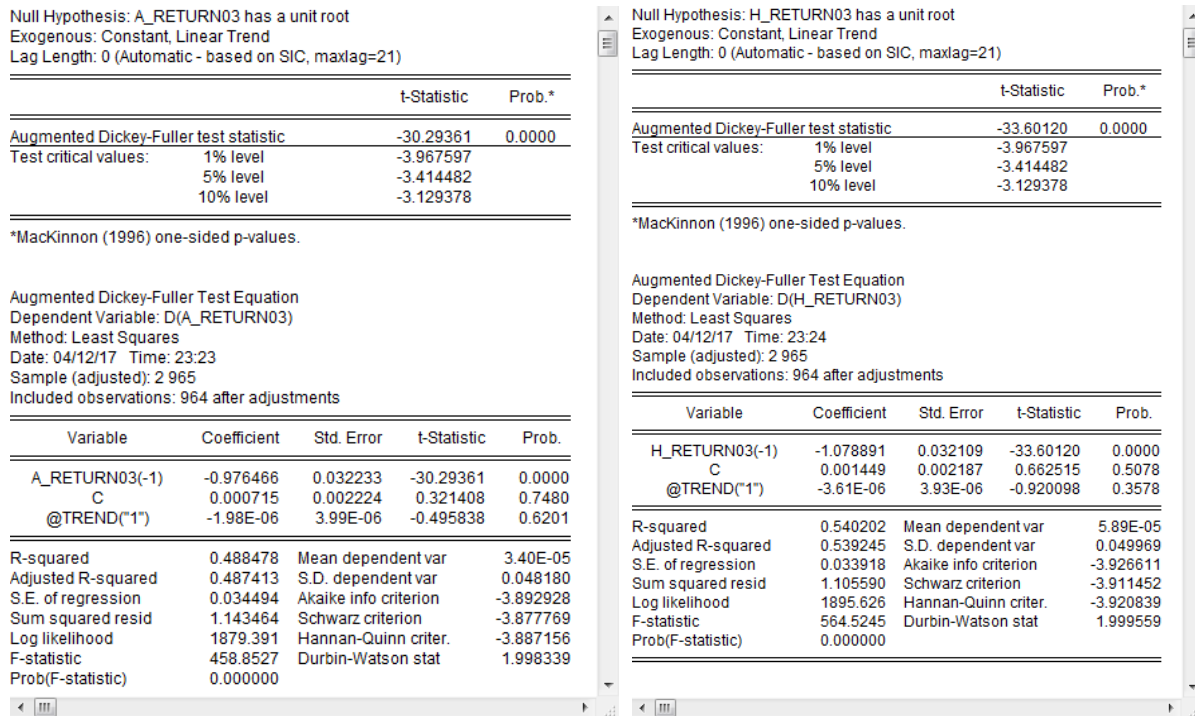 Null Hypothesis: A_RETURN03 has a unit root
Exogenous: Constant, Linear Trend
Lag Length: 0 (Automatic - based on SIC, maxlag=21)
t-Statistic Prob.*
Augmented Dickey-Fuller test statistic -30.29361 0.0000
Test critical values: 1% level -3.967597
5% level -3.414482
10% level -3.129378
*MacKinnon (1996) one-sided p-values.
Augmented Dickey-Fuller Test Equation
Dependent Variable: D(A_RETURN03)
Method: Least Squares
Date: 04/12/17 Time: 23:23
Sample (adjusted): 2 965
Included observations: 964 after adjustments
Variable Coefficient Std. Error t-Statistic Prob.
A_RETURN03(-1) -0.976466 0.032233 -30.29361 0.0000
C 0.000715 0.002224 0.321408 0.7480
@TREND("1") -1.98E-06 3.99E-06 -0.495838 0.6201
R-squared 0.488478 Mean dependent var 3.40E-05
Adjusted R-squared 0.487413 S.D. dependent var 0.048180
S.E. of regression 0.034494 Akaike info criterion -3.892928
Sum squared resid 1.143464 Schwarz criterion -3.877769
Log likelihood 1879.391 Hannan-Quinn criter. -3.887156
F-statistic 458.8527 Durbin-Watson stat 1.998339
Prob(F-statistic) 0.000000
Null Hypothesis: H_RETURN03 has a unit root
Exogenous: Constant, Linear Trend
Lag Length: 0 (Automatic - based on SIC, maxlag=21)
t-Statistic Prob.*
Augmented Dickey-Fuller test statistic -33.60120 0.0000
Test critical values: 1% level -3.967597
5% level -3.414482
10% level -3.129378
*MacKinnon (1996) one-sided p-values.
Augmented Dickey-Fuller Test Equation
Dependent Variable: D(H_RETURN03)
Method: Least Squares
Date: 04/12/17 Time: 23:24
Sample (adjusted): 2 965
Included observations: 964 after adjustments
Variable Coefficient Std. Error t-Statistic Prob.
H_RETURN03(-1) -1.078891 0.032109 -33.60120 0.0000
C 0.001449 0.002187 0.662515 0.5078
@TREND("1") -3.61E-06 3.93E-06 -0.920098 0.3578
R-squared 0.540202 Mean dependent var 5.89E-05
Adjusted R-squared 0.539245 S.D. dependent var 0.049969
S.E. of regression 0.033918 Akaike info criterion -3.926611
Sum squared resid 1.105590 Schwarz criterion -3.911452
Log likelihood 1895.626 Hannan-Quinn criter. -3.920839
F-statistic 564.5245 Durbin-Watson stat 1.999559
Prob(F-statistic) 0.000000